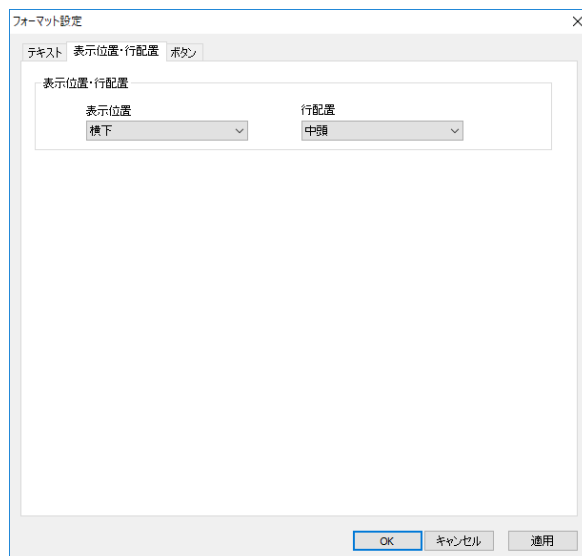 フォーマット設定
テキスト 表示位置・行配置 ボタン
表示位置・行配置
表示位置 行配置
横下 中頭
OK キャンセル 適用